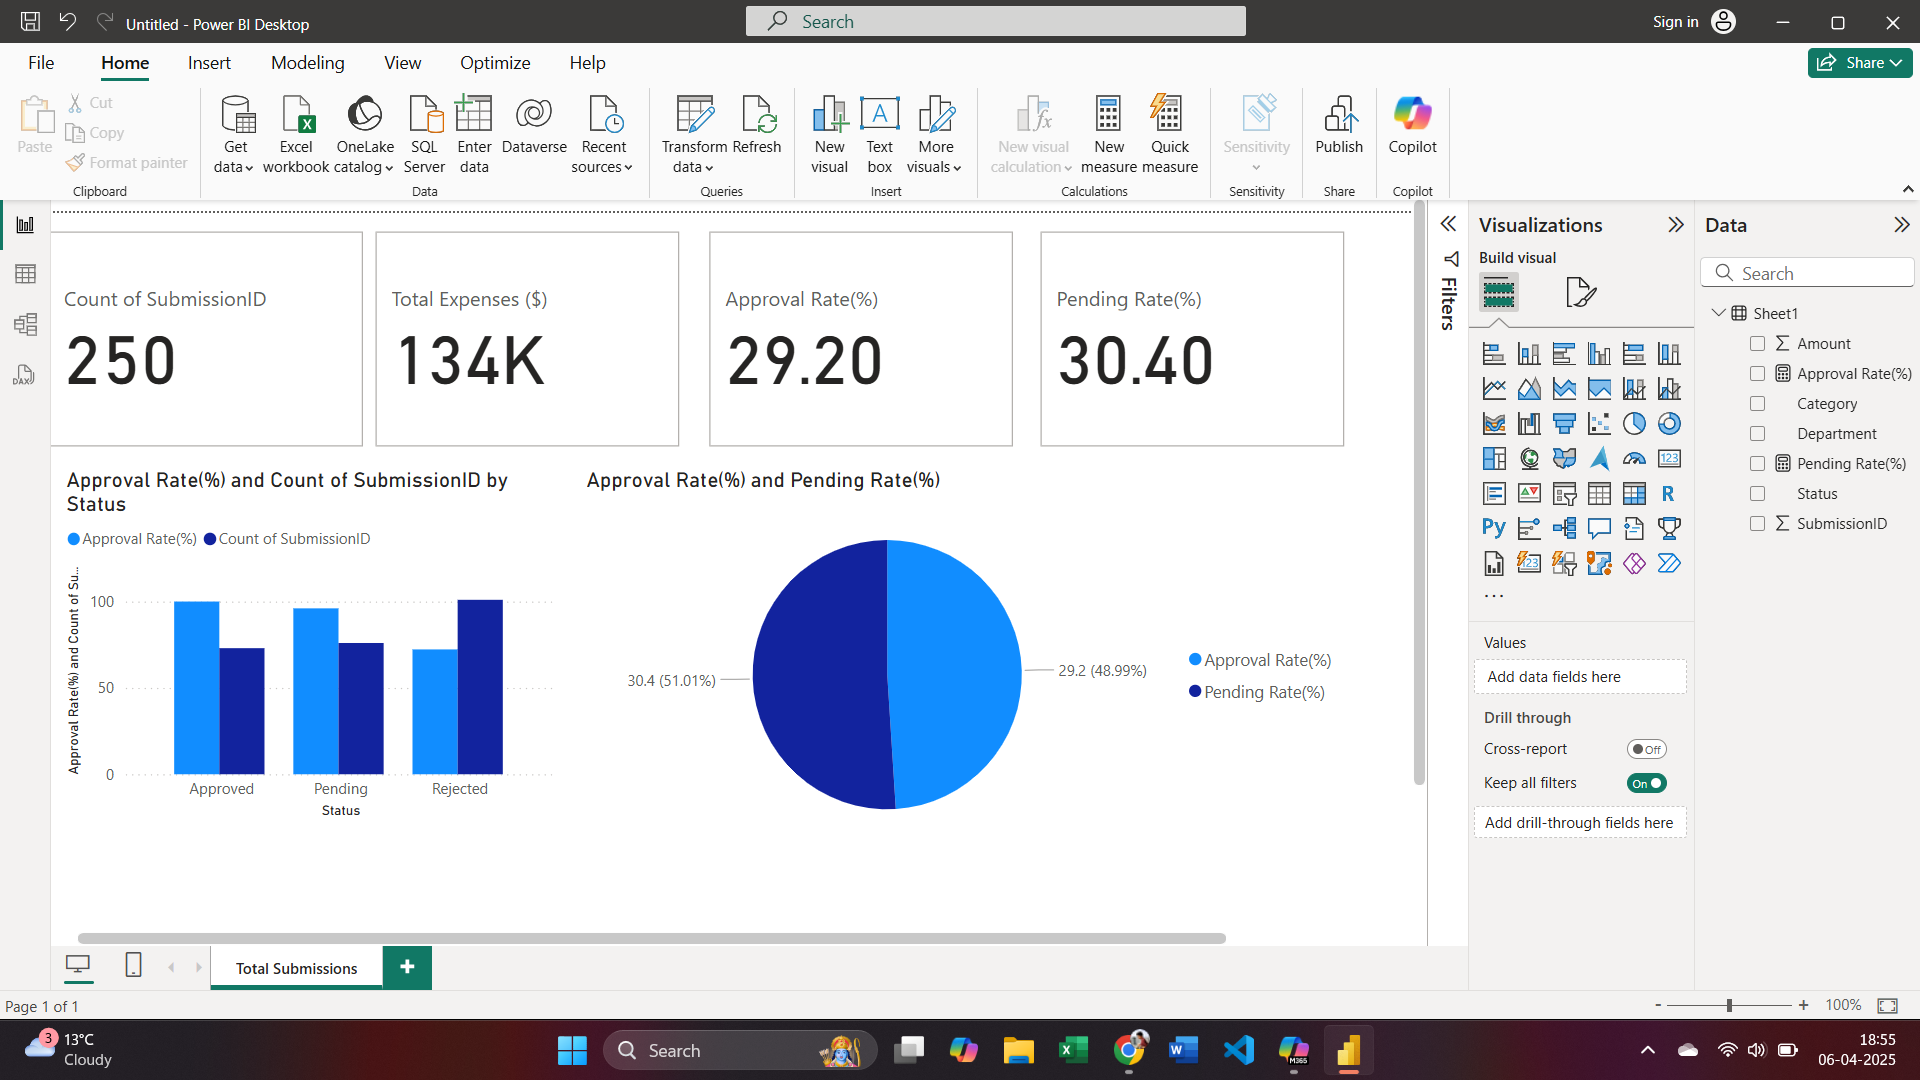 Untitled - Power BI Desktop
Search
Sign in
File
Home
Insert
Modeling
View
Optimize
Help
Share
Paste
Cut
Copy
Format painter
Clipboard
Get
data
Excel
workbook
OneLake
catalog
SQL
Server
Enter
data
Dataverse
Recent
sources
Data
Transform
data
Refresh
Queries
New
visual
A
Text
box
More
visuals
Insert
New visual
calculation
New
measure
Quick
measure
Calculations
Sensitivity
Sensitivity
Publish
Share
Copilot
Copilot
DAX
Count of SubmissionID
250
Total Expenses ($)
134K
Approval Rate(%)
29.20
Pending Rate(%)
30.40
Approval Rate(%) and Count of SubmissionID by
Status
Approval Rate(%)
Count of SubmissionID
Approval Rate(%) and Count of Su...
100
50
0
Approved
Pending
Rejected
Status
Approval Rate(%) and Pending Rate(%)
30.4 (51.01%)
29.2 (48.99%)
Approval Rate(%)
Pending Rate(%)
Filters
Visualizations
Build visual
123
R
Py
123
...
Values
Add data fields here
Drill through
Cross-report
Off
Keep all filters
On
Add drill-through fields here
Data
Search
Sheet1
Amount
Approval Rate(%)
Category
Department
Pending Rate(%)
Status
SubmissionID
Total Submissions
Page 1 of 1
100%
3
13°C
Cloudy
Search
M365
18:55
06-04-2025